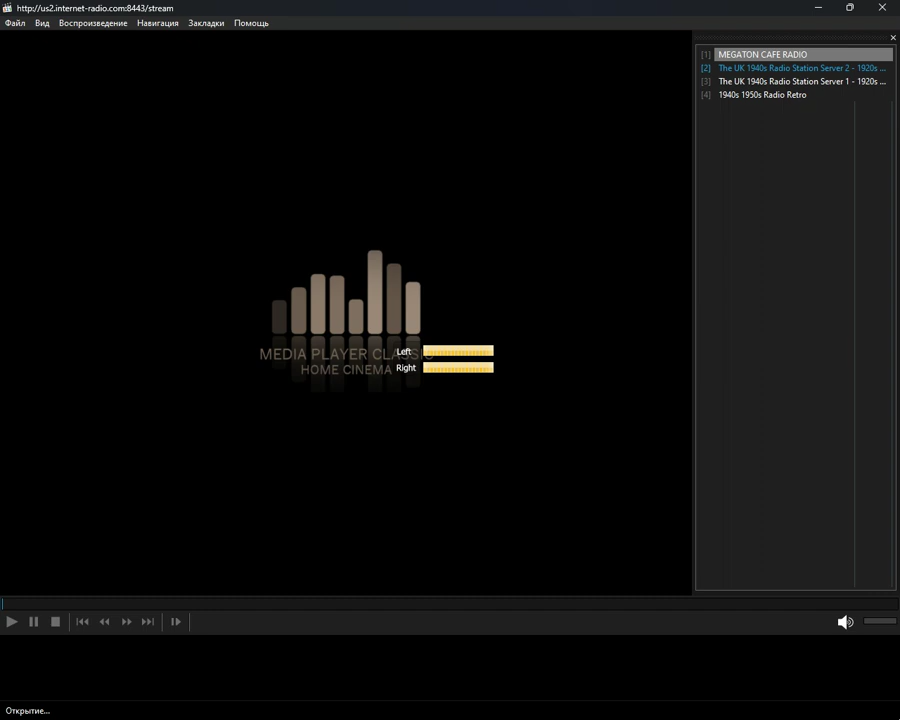 http://us2.internet-radio.com:8443/stream
Файл Вид Воспроизведение Навигация Закладки Помощь
[1] MEGATON CAFE RADIO
[2] The UK 1940s Radio Station Server 2 - 1920s ...
[3] The UK 1940s Radio Station Server 1 - 1920s ...
[4] 1940s 1950s Radio Retro
MEDIA PLAYER CLASSIC
HOME CINEMA
Left
Right
Открытие...